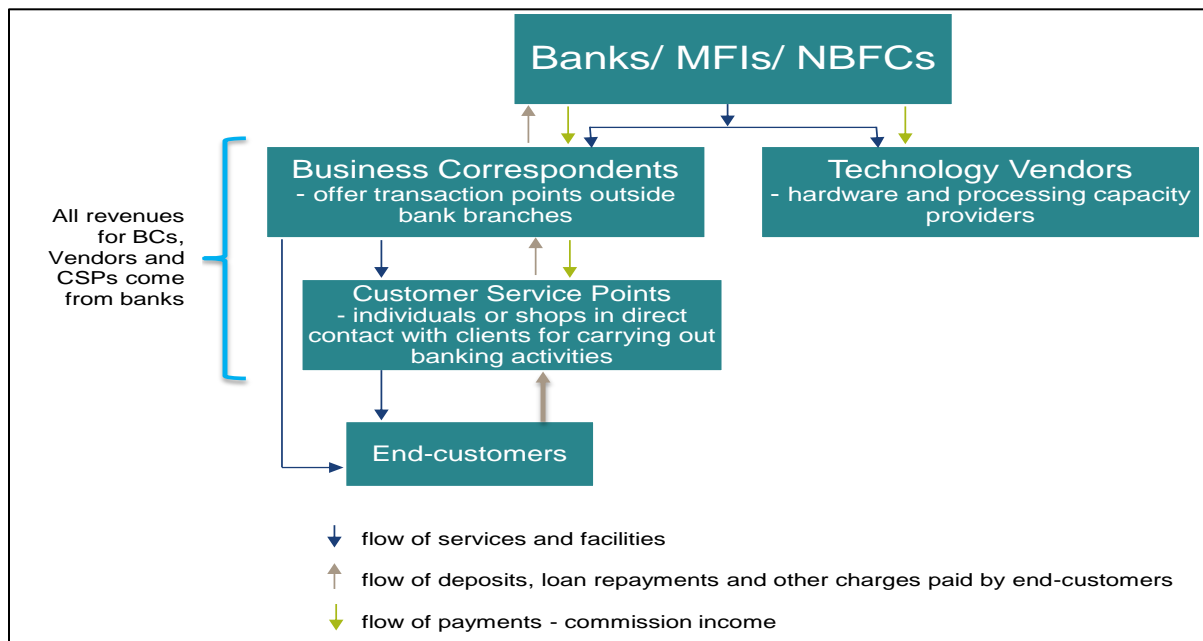 Banks/ MFIs/ NBFCs
Business Correspondents
- offer transaction points outside
bank branches
Technology Vendors
- hardware and processing capacity
providers
All revenues
for BCs,
Vendors and
CSPs come
from banks
Customer Service Points
- individuals or shops in direct
contact with clients for carrying out
banking activities
End-customers
flow of services and facilities
flow of deposits, loan repayments and other charges paid by end-customers
flow of payments - commission income